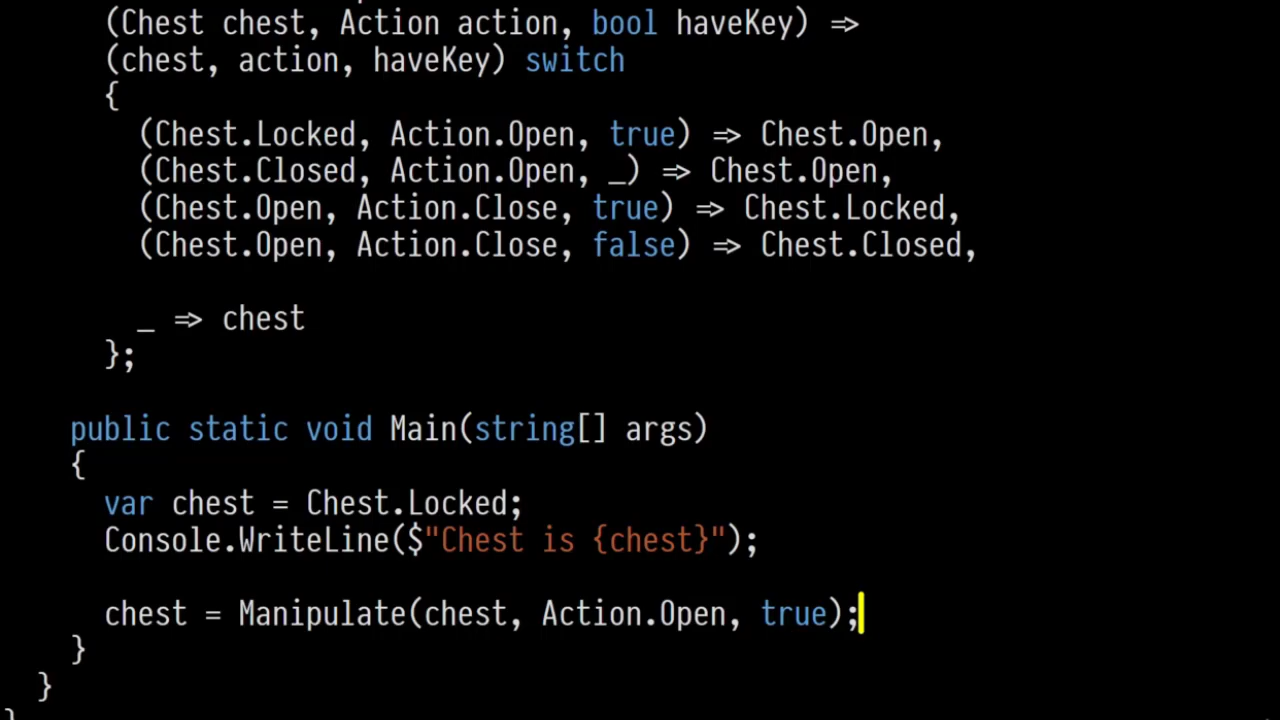 (Chest chest, Action action, bool haveKey) =>
(chest, action, haveKey) switch
{
(Chest.Locked, Action.Open, true) => Chest.Open,
(Chest.Closed, Action.Open, _) => Chest.Open,
(Chest.Open, Action.Close, true) => Chest.Locked,
(Chest.Open, Action.Close, false) => Chest.Closed,
_ => chest
};
public static void Main(string[] args)
{
var chest = Chest.Locked;
Console.WriteLine($"Chest is {chest}");
chest = Manipulate(chest, Action.Open, true);
}
}
}